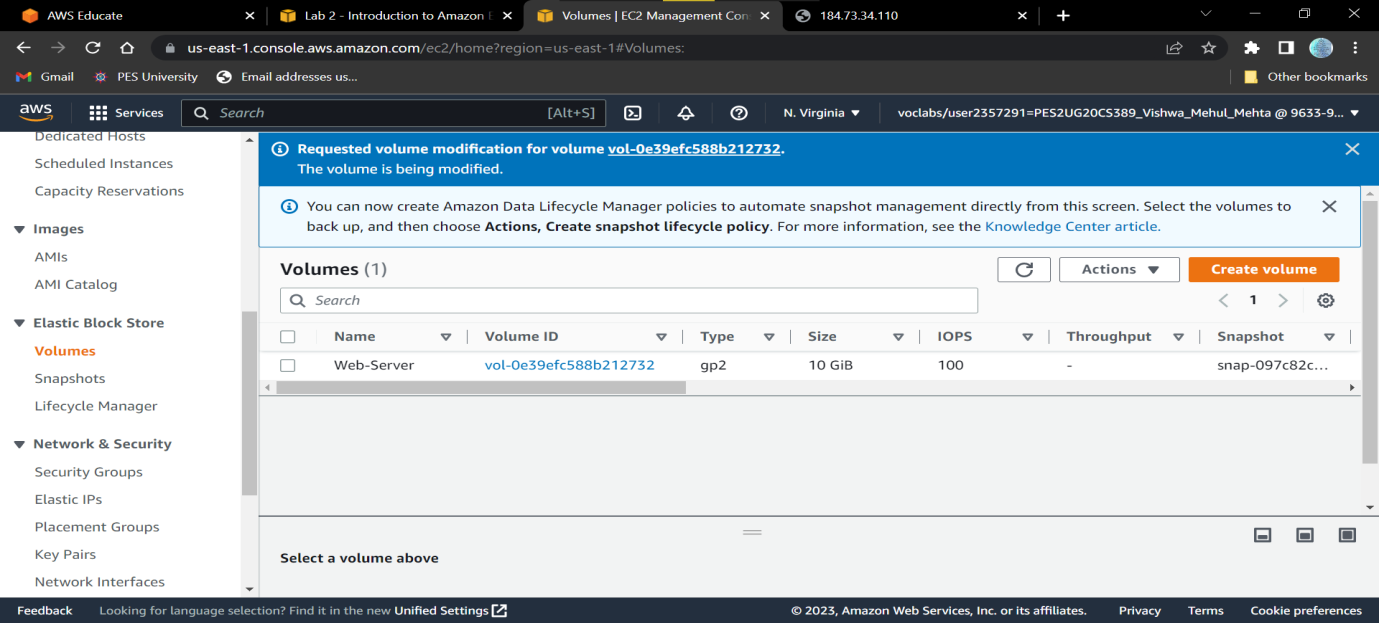 AWS Educate
Lab 2 - Introduction to Amazon E
Volumes | EC2 Management Con
184.73.34.110
us-east-1.console.aws.amazon.com/ec2/home?region=us-east-1#Volumes:
Gmail
PES University
Email addresses us...
Other bookmarks
aws
Services
Search
[Alt+S]
N. Virginia
voclabs/user2357291=PES2UG20CS389_Vishwa_Mehul_Mehta @ 9633-9...
Dedicated Hosts
Scheduled Instances
Capacity Reservations
Images
AMIs
AMI Catalog
Elastic Block Store
Volumes
Snapshots
Lifecycle Manager
Network & Security
Security Groups
Elastic IPs
Placement Groups
Key Pairs
Network Interfaces
Requested volume modification for volume vol-0e39efc588b212732.
The volume is being modified.
You can now create Amazon Data Lifecycle Manager policies to automate snapshot management directly from this screen. Select the volumes to
back up, and then choose Actions, Create snapshot lifecycle policy. For more information, see the Knowledge Center article.
Volumes (1)
Actions
Create volume
Search
1
Name Volume ID Type Size IOPS Throughput Snapshot
Web-Server vol-0e39efc588b212732 gp2 10 GiB 100 - snap-097c82c...
Select a volume above
Feedback
Looking for language selection? Find it in the new Unified Settings
© 2023, Amazon Web Services, Inc. or its affiliates.
Privacy
Terms
Cookie preferences